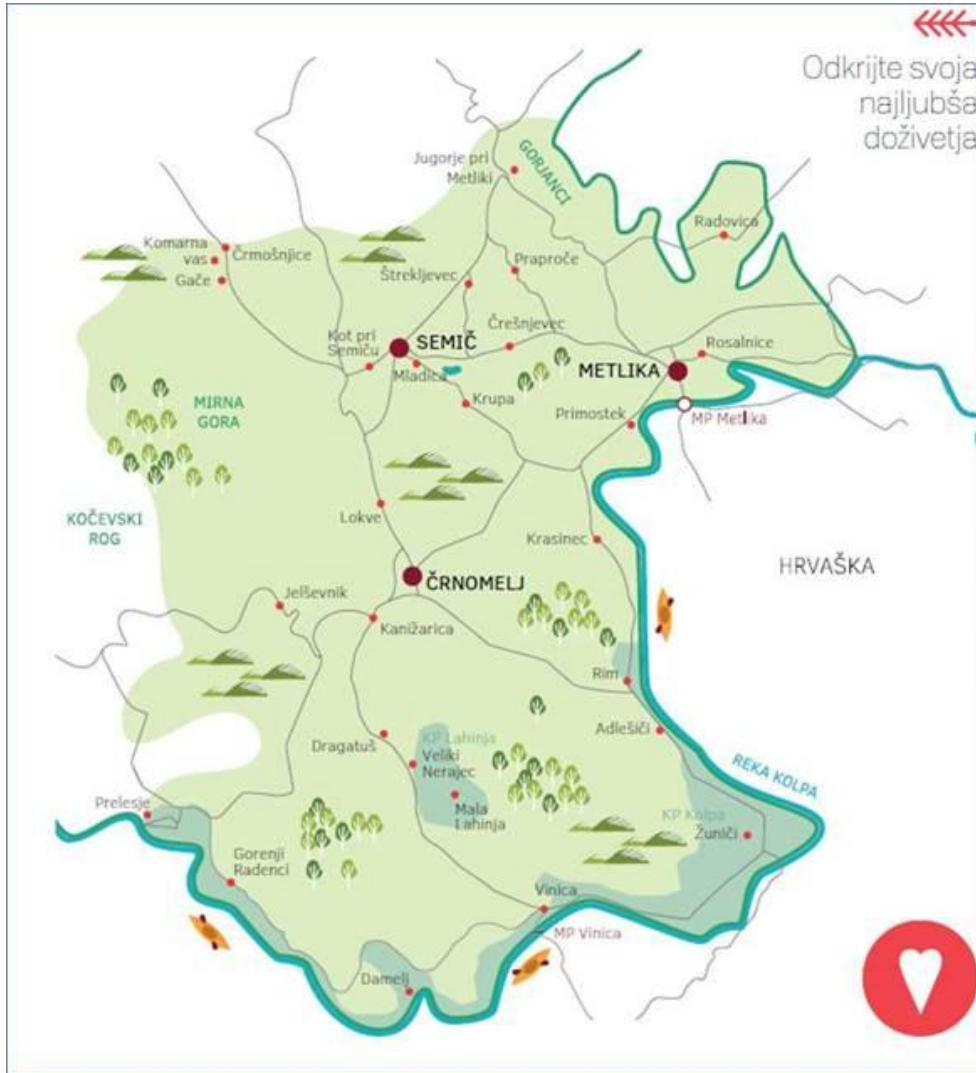 Odkrijte svoja
najljubša
doživetja
Jugorje pri
Metliki
GORJANCI
Radovica
Komarna
vas
Črmošnjice
Gače
Štrekljevec
Praproče
Kot pri
Semiču
SEMIČ
Črešnjevec
Mladica
METLIKA
Rosalnice
Krupa
Primostek
MP Metlika
MIRNA
GORA
KOČEVSKI
ROG
Lokve
Krasinec
HRVAŠKA
Jelševnik
ČRNOMELJ
Kanižarica
Rim
Adlešiči
Dragatuš
KP Lahinja
Veliki
Nerajec
Mala
Lahinja
REKA KOLPA
Prelesje
KP Kolpa
Žuniči
Gorenji
Radenci
Vinica
MP Vinica
Damelj